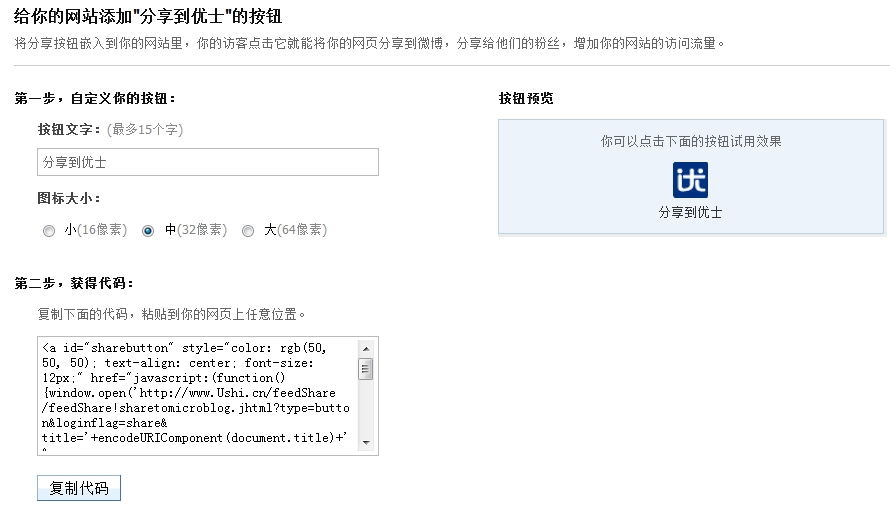 给你的网站添加"分享到优士"的按钮
将分享按钮嵌入到你的网站里，你的访客点击它就能将你的网页分享到微博，分享给他们的粉丝，增加你的网站的访问流量。
第一步，自定义你的按钮：
按钮文字：(最多15个字)
分享到优士
图标大小：
小(16像素) 中(32像素) 大(64像素)
按钮预览
你可以点击下面的按钮试用效果
优
分享到优士
第二步，获得代码：
复制下面的代码，粘贴到你的网页上任意位置。
<a id="sharebutton" style="color: rgb(50,
50, 50); text-align: center; font-size:
12px;" href="javascript:(function()
{window.open('http://www.Ushi.cn/feedShare
/feedShare!sharetomicroblog.jhtml?type=butto
n&loginflag=share&
title='+encodeURIComponent(document.title)+'
复制代码